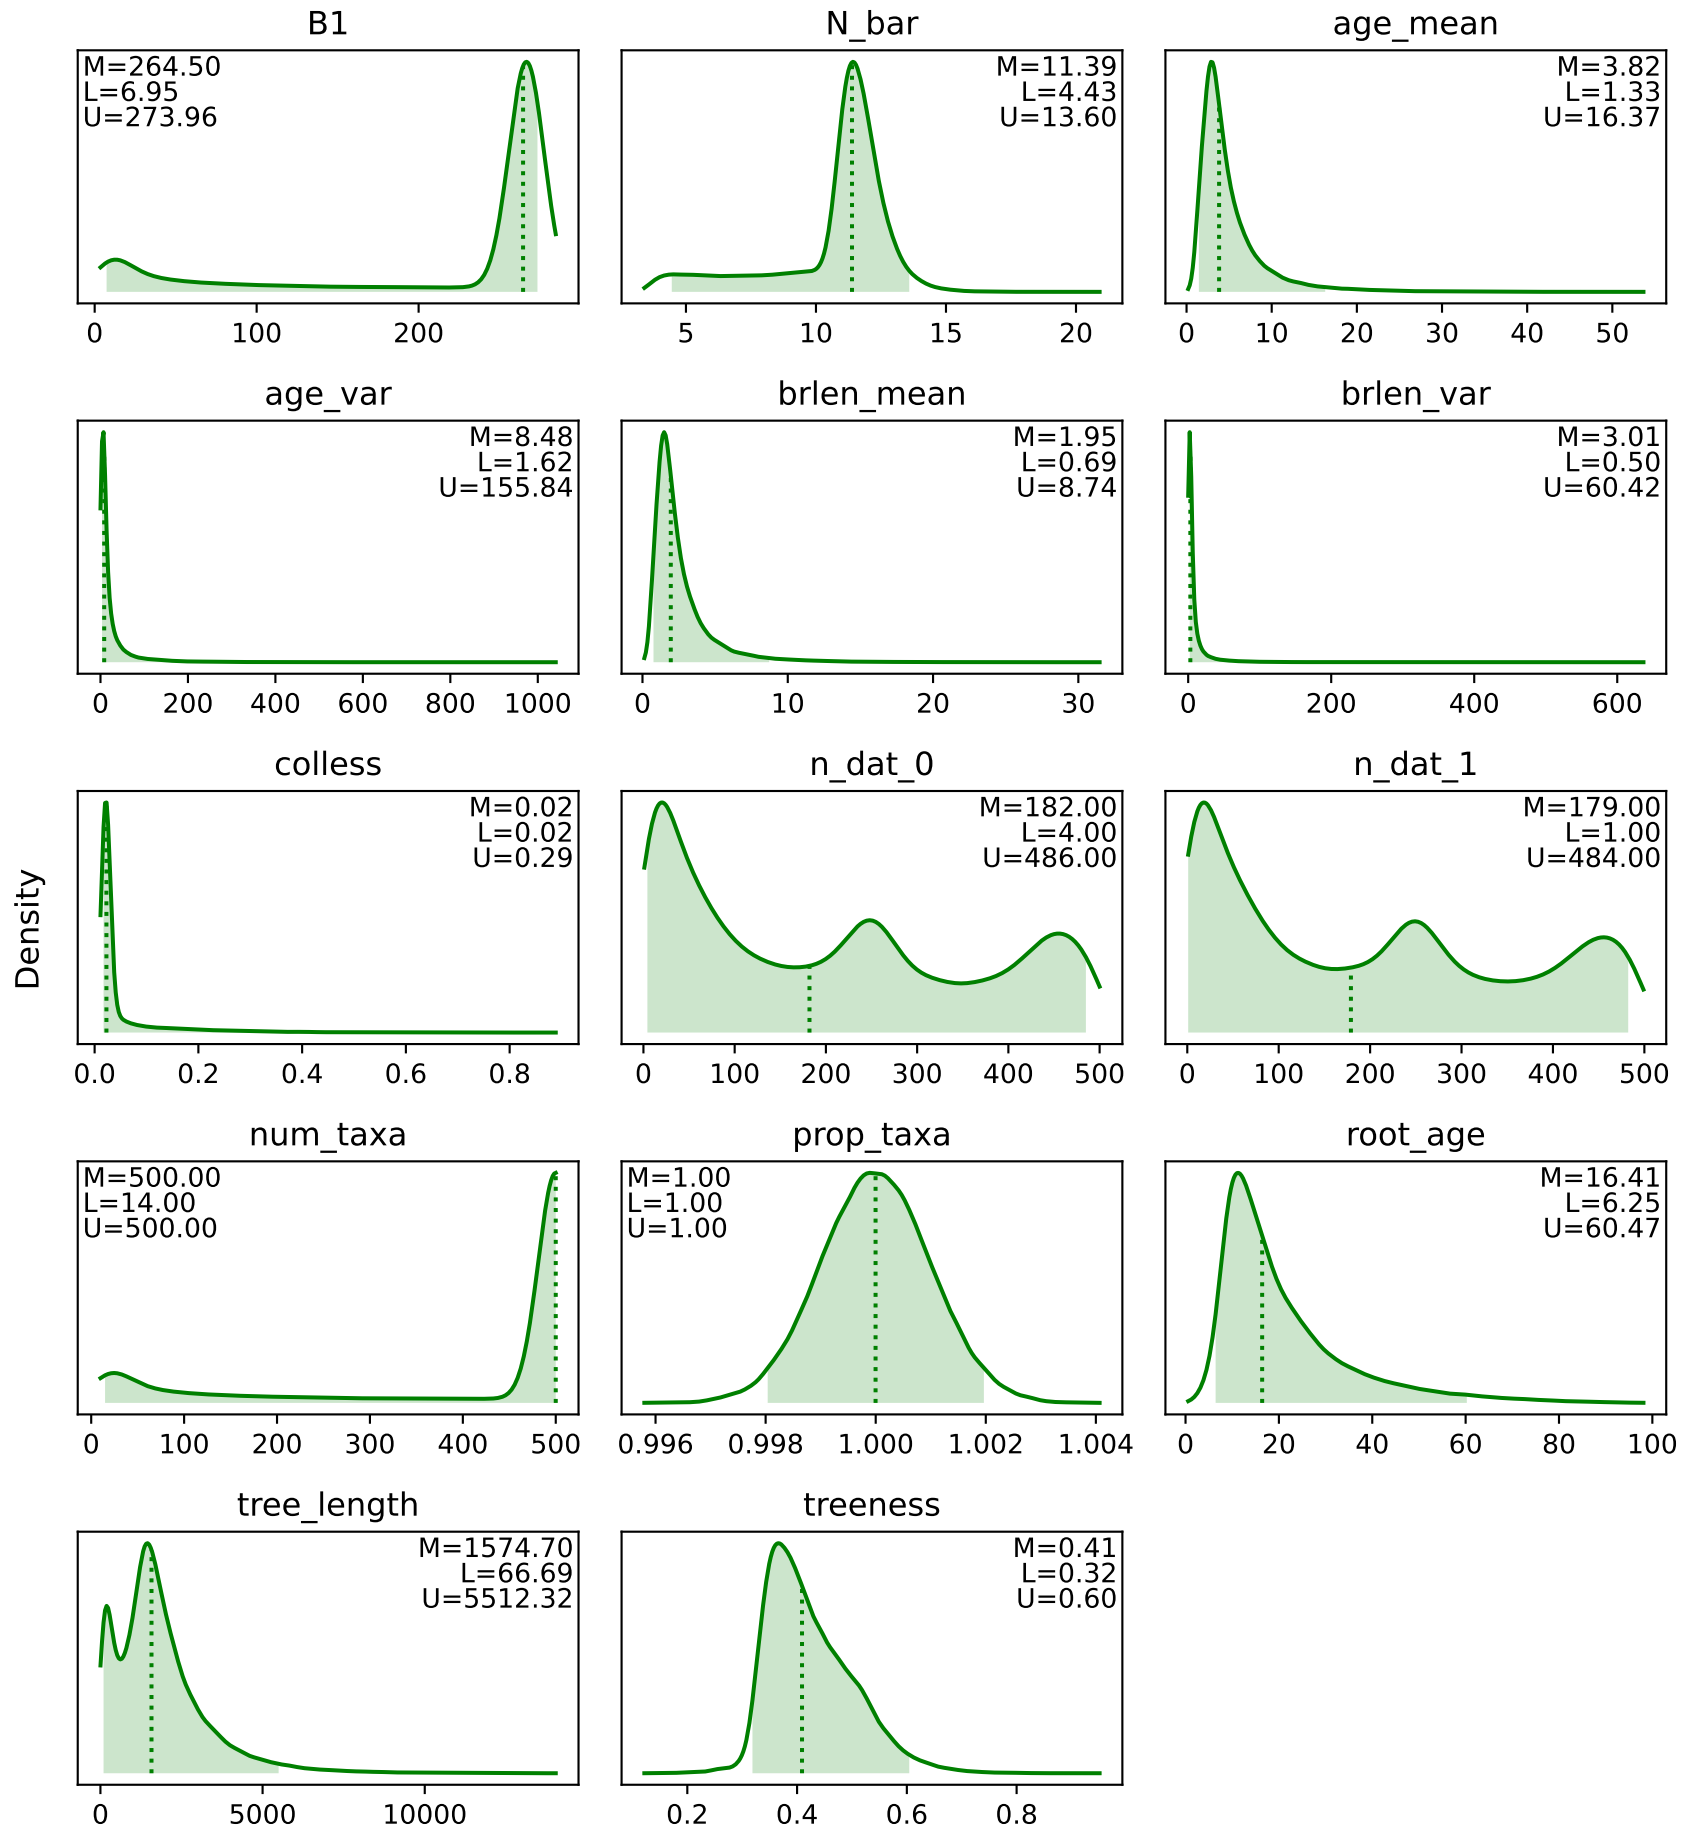 B1
M=264.50
L=6.95
U=273.96
0 100 200
N_bar
M=11.39
L=4.43
U=13.60
5 10 15 20
age_mean
M=3.82
L=1.33
U=16.37
0 10 20 30 40 50
age_var
M=8.48
L=1.62
U=155.84
0 200 400 600 800 1000
brlen_mean
M=1.95
L=0.69
U=8.74
0 10 20 30
brlen_var
M=3.01
L=0.50
U=60.42
0 200 400 600
Density
colless
M=0.02
L=0.02
U=0.29
0.0 0.2 0.4 0.6 0.8
n_dat_0
M=182.00
L=4.00
U=486.00
0 100 200 300 400 500
n_dat_1
M=179.00
L=1.00
U=484.00
0 100 200 300 400 500
num_taxa
M=500.00
L=14.00
U=500.00
0 100 200 300 400 500
prop_taxa
M=1.00
L=1.00
U=1.00
0.996 0.998 1.000 1.002 1.004
root_age
M=16.41
L=6.25
U=60.47
0 20 40 60 80 100
tree_length
M=1574.70
L=66.69
U=5512.32
0 5000 10000
treeness
M=0.41
L=0.32
U=0.60
0.2 0.4 0.6 0.8